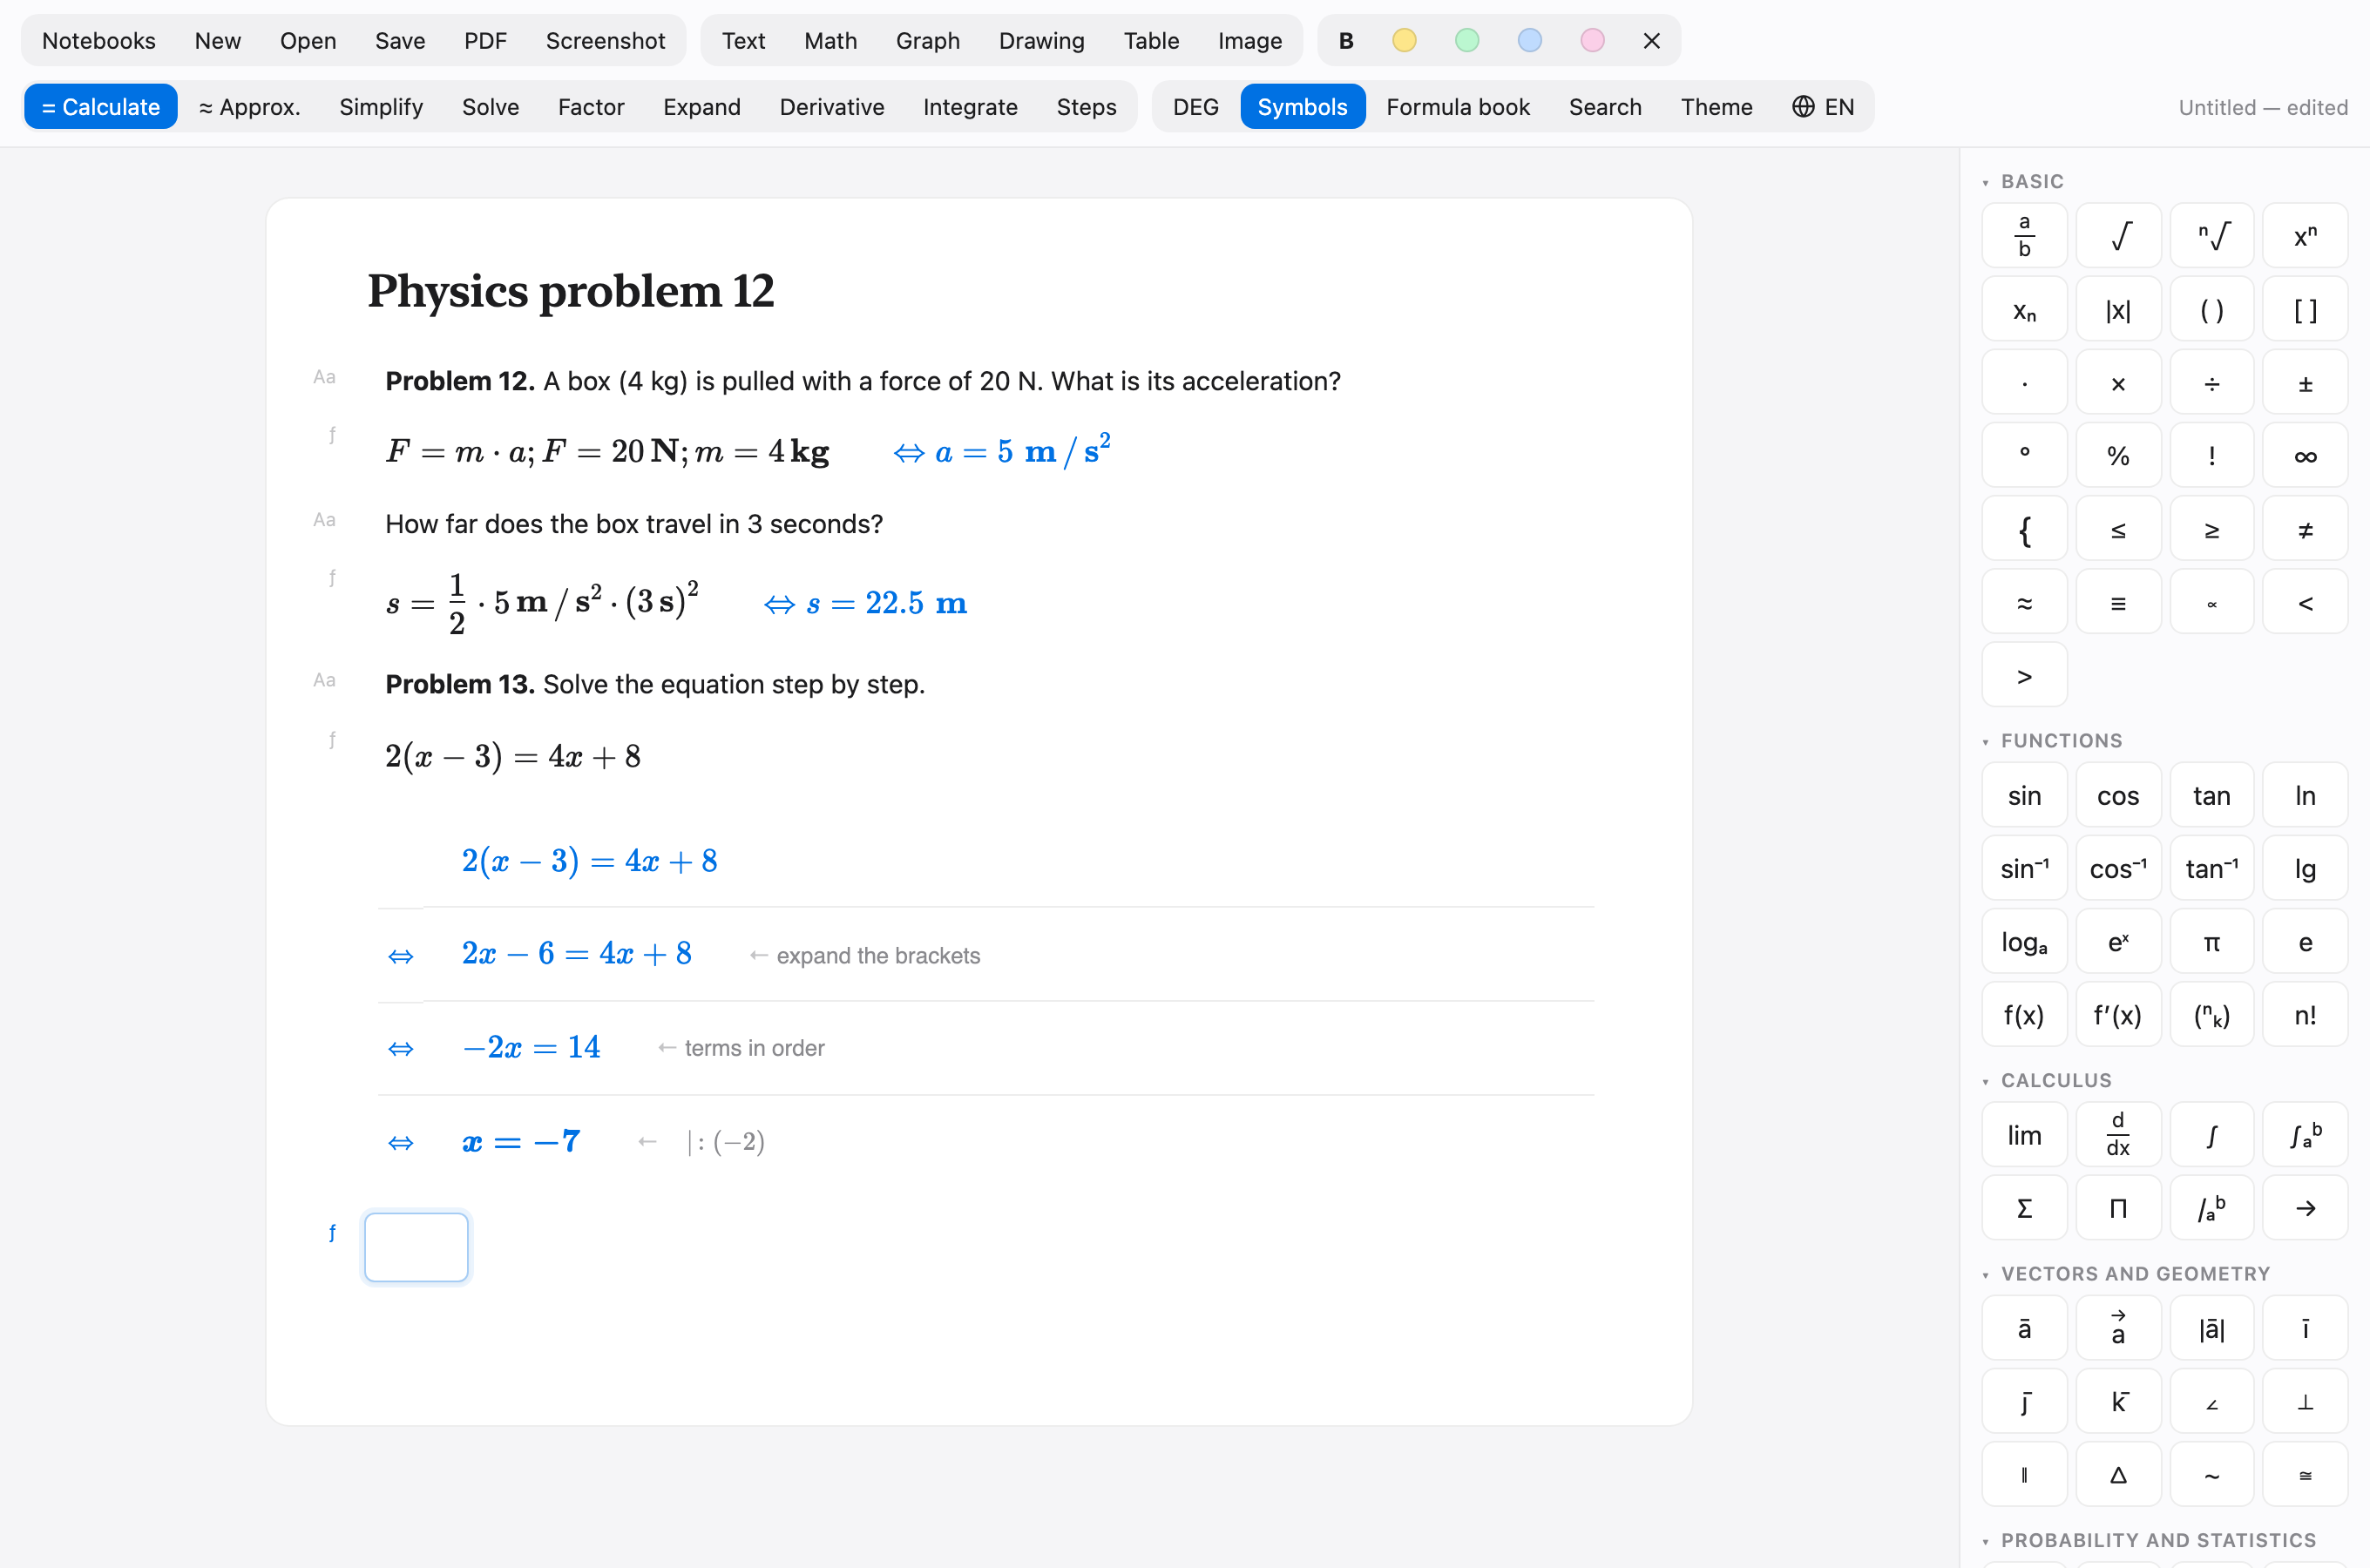 Notebooks New Open Save PDF Screenshot Text Math Graph Drawing Table Image B ✕
= Calculate ≈ Approx. Simplify Solve Factor Expand Derivative Integrate Steps DEG Symbols Formula book Search Theme EN Untitled — edited
Physics problem 12
Aa Problem 12. A box (4 kg) is pulled with a force of 20 N. What is its acceleration?
ƒ F = m · a; F = 20 N; m = 4 kg ⇔ a = 5 m / s²
Aa How far does the box travel in 3 seconds?
ƒ s = 1/2 · 5 m / s² · (3 s)² ⇔ s = 22.5 m
Aa Problem 13. Solve the equation step by step.
ƒ 2(x − 3) = 4x + 8
2(x − 3) = 4x + 8
⇔ 2x − 6 = 4x + 8 ← expand the brackets
⇔ −2x = 14 ← terms in order
⇔ x = −7 ← | : (−2)
ƒ
▾ BASIC
a/b √ ⁿ√ xⁿ
xₙ |x| ( ) [ ]
· × ÷ ±
° % ! ∞
{ ≤ ≥ ≠
≈ ≡ ∝ <
>
▾ FUNCTIONS
sin cos tan ln
sin⁻¹ cos⁻¹ tan⁻¹ lg
logₐ eˣ π e
f(x) f′(x) (ⁿₖ) n!
▾ CALCULUS
lim d/dx ∫ ∫ₐᵇ
Σ Π /ₐᵇ →
▾ VECTORS AND GEOMETRY
ā a→ |ā| ī
j̄ k̄ ∠ ⊥
∥ Δ ~ ≅
▾ PROBABILITY AND STATISTICS